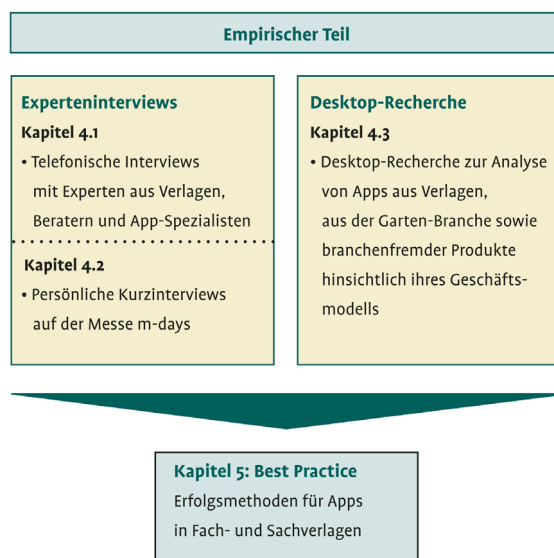 Empirischer Teil
Experteninterviews
Kapitel 4.1
• Telefonische Interviews
mit Experten aus Verlagen,
Beratern und App-Spezialisten
Kapitel 4.2
• Persönliche Kurzinterviews
auf der Messe m-days
Desktop-Recherche
Kapitel 4.3
• Desktop-Recherche zur Analyse
von Apps aus Verlagen,
aus der Garten-Branche sowie
branchenfremder Produkte
hinsichtlich ihres Geschäfts-
modells
Kapitel 5: Best Practice
Erfolgsmethoden für Apps
in Fach- und Sachverlagen